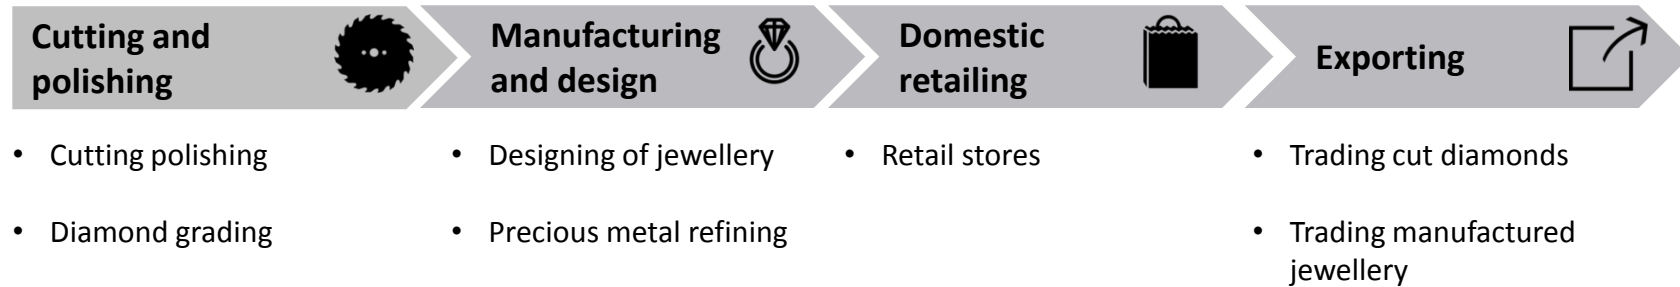 Cutting and
polishing
Manufacturing
and design
Domestic
retailing
Exporting
• Cutting polishing
• Diamond grading
• Designing of jewellery
• Precious metal refining
• Retail stores
• Trading cut diamonds
• Trading manufactured
jewellery